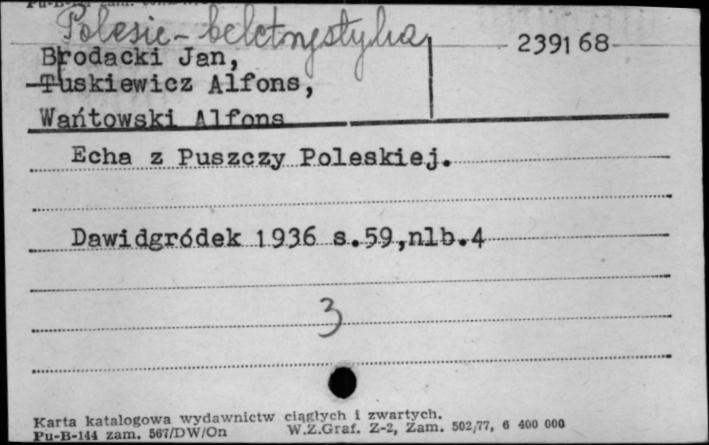 Polesie - beletrystyka
239168
Brodacki Jan,
Tuskiewicz Alfons,
Wańtowski Alfons
Echa z Puszczy Poleskiej.
Dawidgródek 1936 s.59,nlb.4
3
Karta katalogowa wydawnictw ciągłych i zwartych.
Pu-B-144 zam. 567/DW/On W.Z.Graf. Z-2, Zam. 502/77, 6 400 000